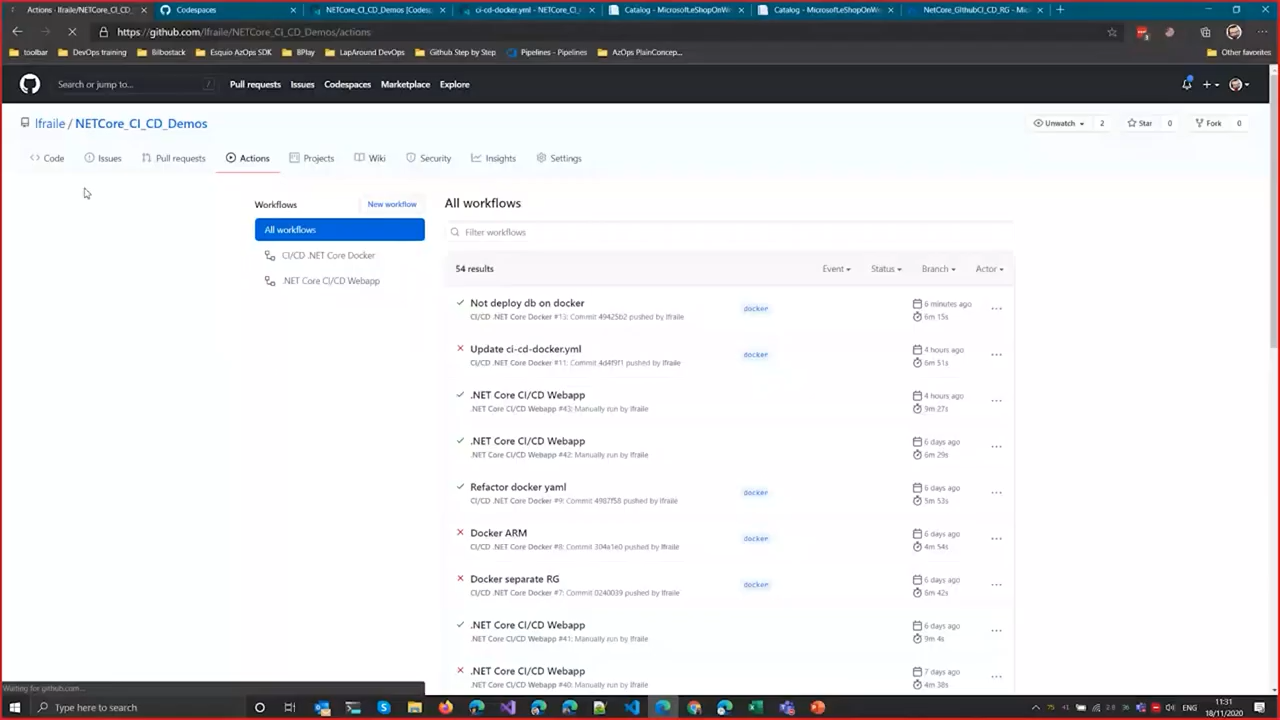 Actions · lfraile/NETCore_CI_CD_
Codespaces
NETCore_CI_CD_Demos [Codesp
ci-cd-docker.yml - NETCore_CI_
Catalog - Microsoft.eShopOnWe
Catalog - Microsoft.eShopOnWe
NetCore_GithubCI_CD_RG - Mic
https://github.com/lfraile/NETCore_CI_CD_Demos/actions
toolbar
DevOps training
Bilbostack
Esquio AzOps SDK
BPlay
LapAround DevOps
Github Step by Step
Pipelines - Pipelines
AzOps PlainConcep...
Other favorites
Search or jump to...
/
Pull requests
Issues
Codespaces
Marketplace
Explore
lfraile / NETCore_CI_CD_Demos
Unwatch 2
Star 0
Fork 0
Code
Issues
Pull requests
Actions
Projects
Wiki
Security
Insights
Settings
Workflows
New workflow
All workflows
CI/CD .NET Core Docker
.NET Core CI/CD Webapp
All workflows
Filter workflows
54 results
Event
Status
Branch
Actor
Not deploy db on docker
CI/CD .NET Core Docker #13: Commit 49425b2 pushed by lfraile
docker
6 minutes ago
6m 15s
Update ci-cd-docker.yml
CI/CD .NET Core Docker #11: Commit 4d4f9f1 pushed by lfraile
docker
4 hours ago
6m 51s
.NET Core CI/CD Webapp
.NET Core CI/CD Webapp #43: Manually run by lfraile
4 hours ago
9m 27s
.NET Core CI/CD Webapp
.NET Core CI/CD Webapp #42: Manually run by lfraile
6 days ago
6m 29s
Refactor docker yaml
CI/CD .NET Core Docker #9: Commit 4987f58 pushed by lfraile
docker
6 days ago
5m 53s
Docker ARM
CI/CD .NET Core Docker #8: Commit 304a1e0 pushed by lfraile
docker
6 days ago
4m 54s
Docker separate RG
CI/CD .NET Core Docker #7: Commit 0240039 pushed by lfraile
docker
6 days ago
6m 42s
.NET Core CI/CD Webapp
.NET Core CI/CD Webapp #41: Manually run by lfraile
6 days ago
9m 4s
.NET Core CI/CD Webapp
.NET Core CI/CD Webapp #40: Manually run by lfraile
7 days ago
4m 38s
Waiting for github.com...
Type here to search
ENG
11:31
18/11/2020